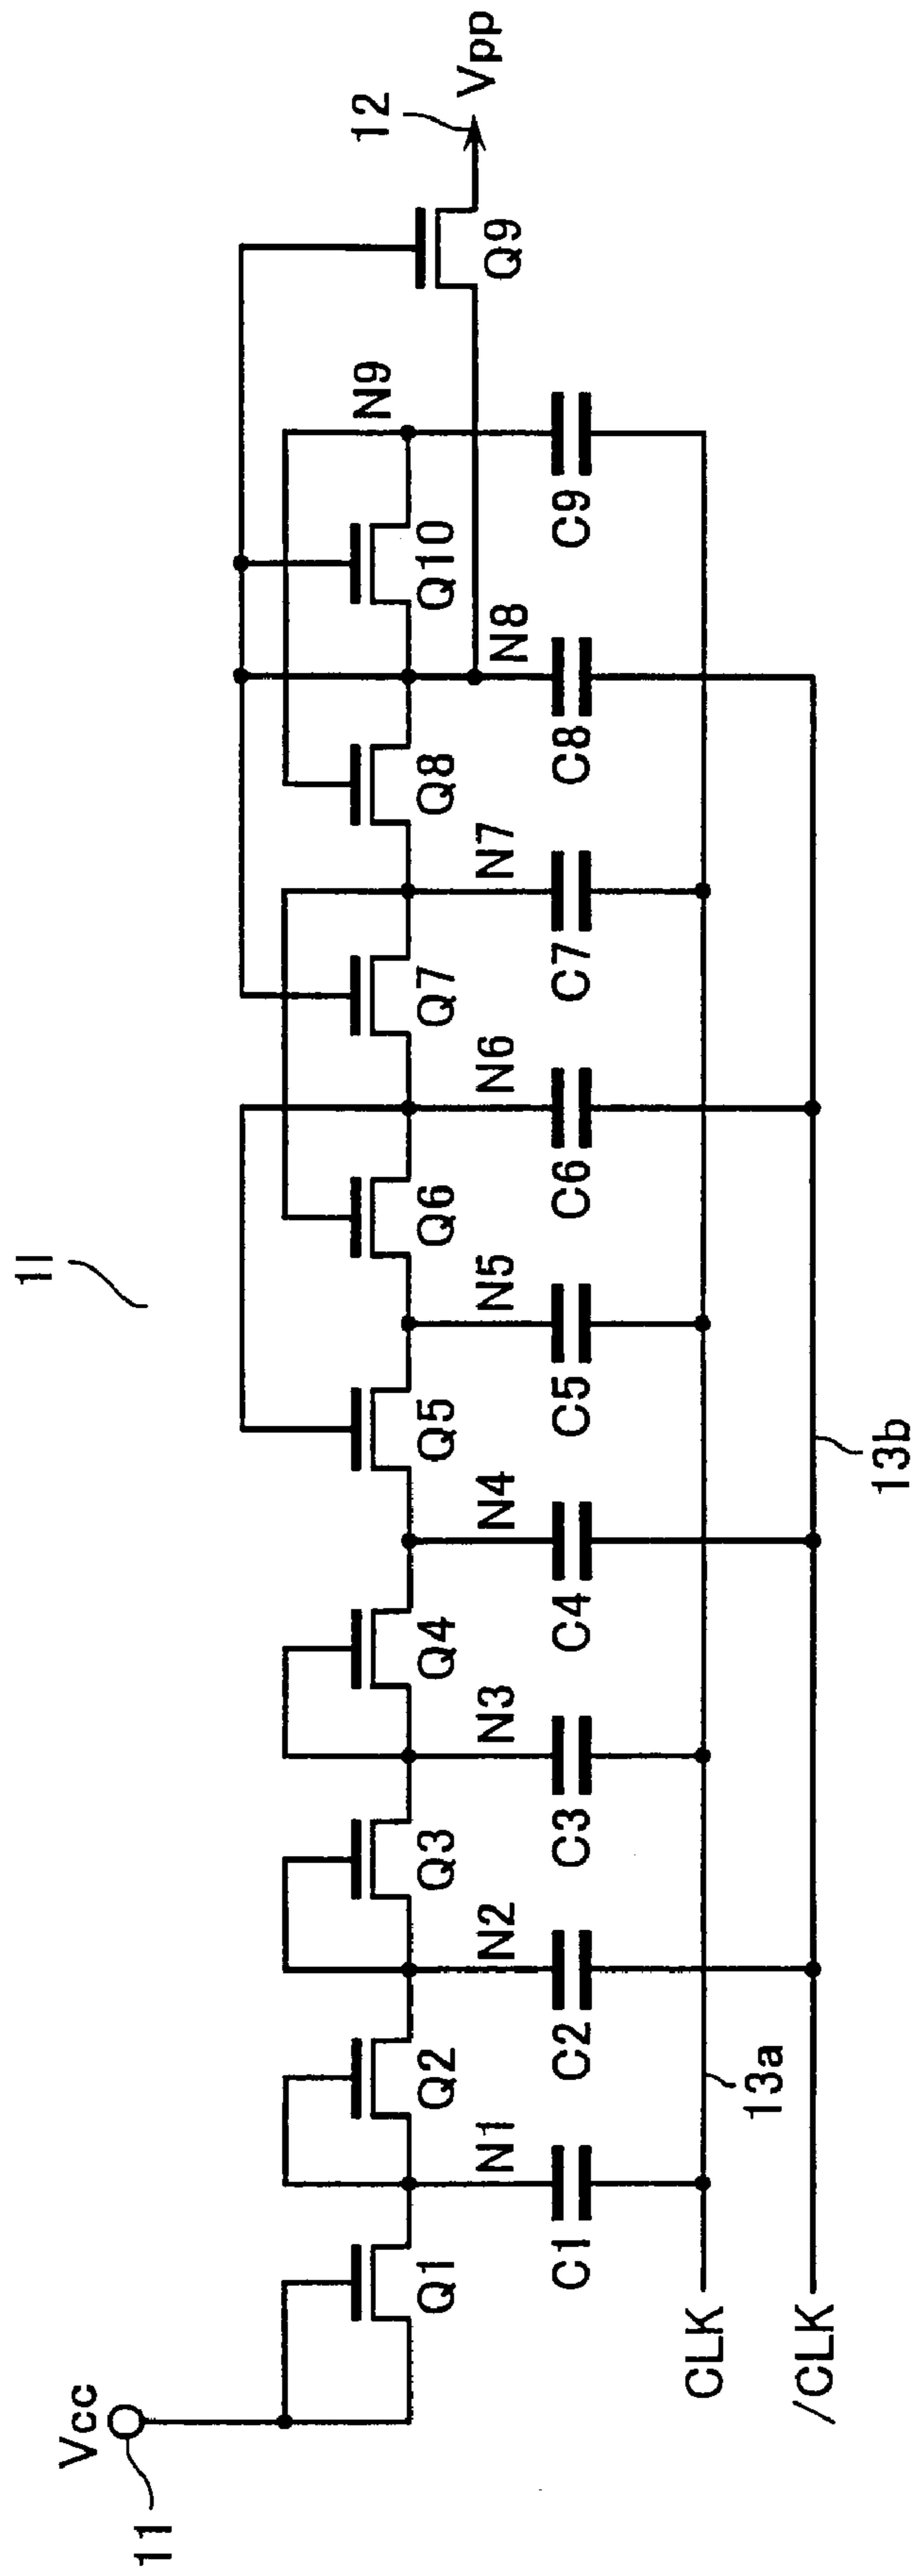 1I
11
Vcc
12
Vpp
Q1
Q2
Q3
Q4
Q5
Q6
Q7
Q8
Q10
Q9
N1
N2
N3
N4
N5
N6
N7
N8
N9
C1
C2
C3
C4
C5
C6
C7
C8
C9
CLK
13a
/CLK
13b